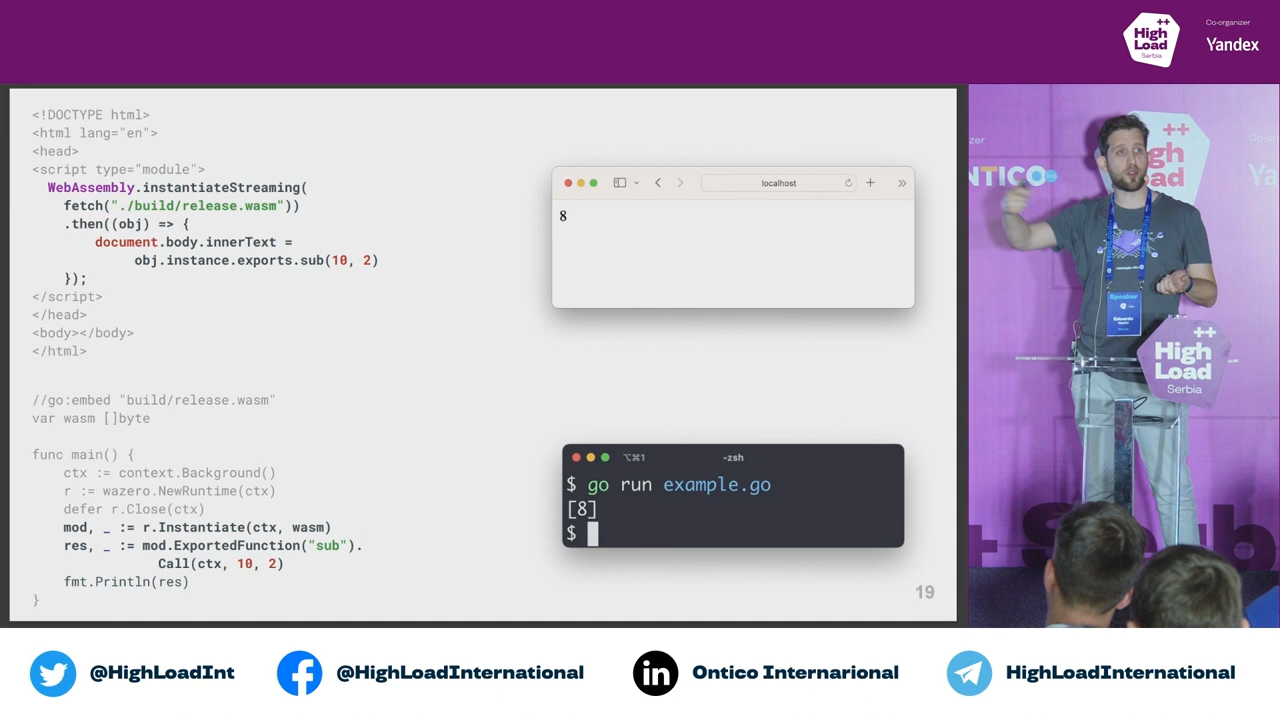 ++
High
Load
Serbia
Co-organizer
Yandex
<!DOCTYPE html>
<html lang="en">
<head>
<script type="module">
WebAssembly.instantiateStreaming(
fetch("./build/release.wasm"))
.then((obj) => {
document.body.innerText =
obj.instance.exports.sub(10, 2)
});
</script>
</head>
<body></body>
</html>
//go:embed "build/release.wasm"
var wasm []byte
func main() {
ctx := context.Background()
r := wazero.NewRuntime(ctx)
defer r.Close(ctx)
mod, _ := r.Instantiate(ctx, wasm)
res, _ := mod.ExportedFunction("sub").
Call(ctx, 10, 2)
fmt.Println(res)
}
localhost
8
⌥⌘1 -zsh
$ go run example.go
[8]
$
19
++
Speaker
Edoardo
++
High
Load
Serbia
@HighLoadInt
@HighLoadInternational
in
Ontico Internarional
HighLoadInternational